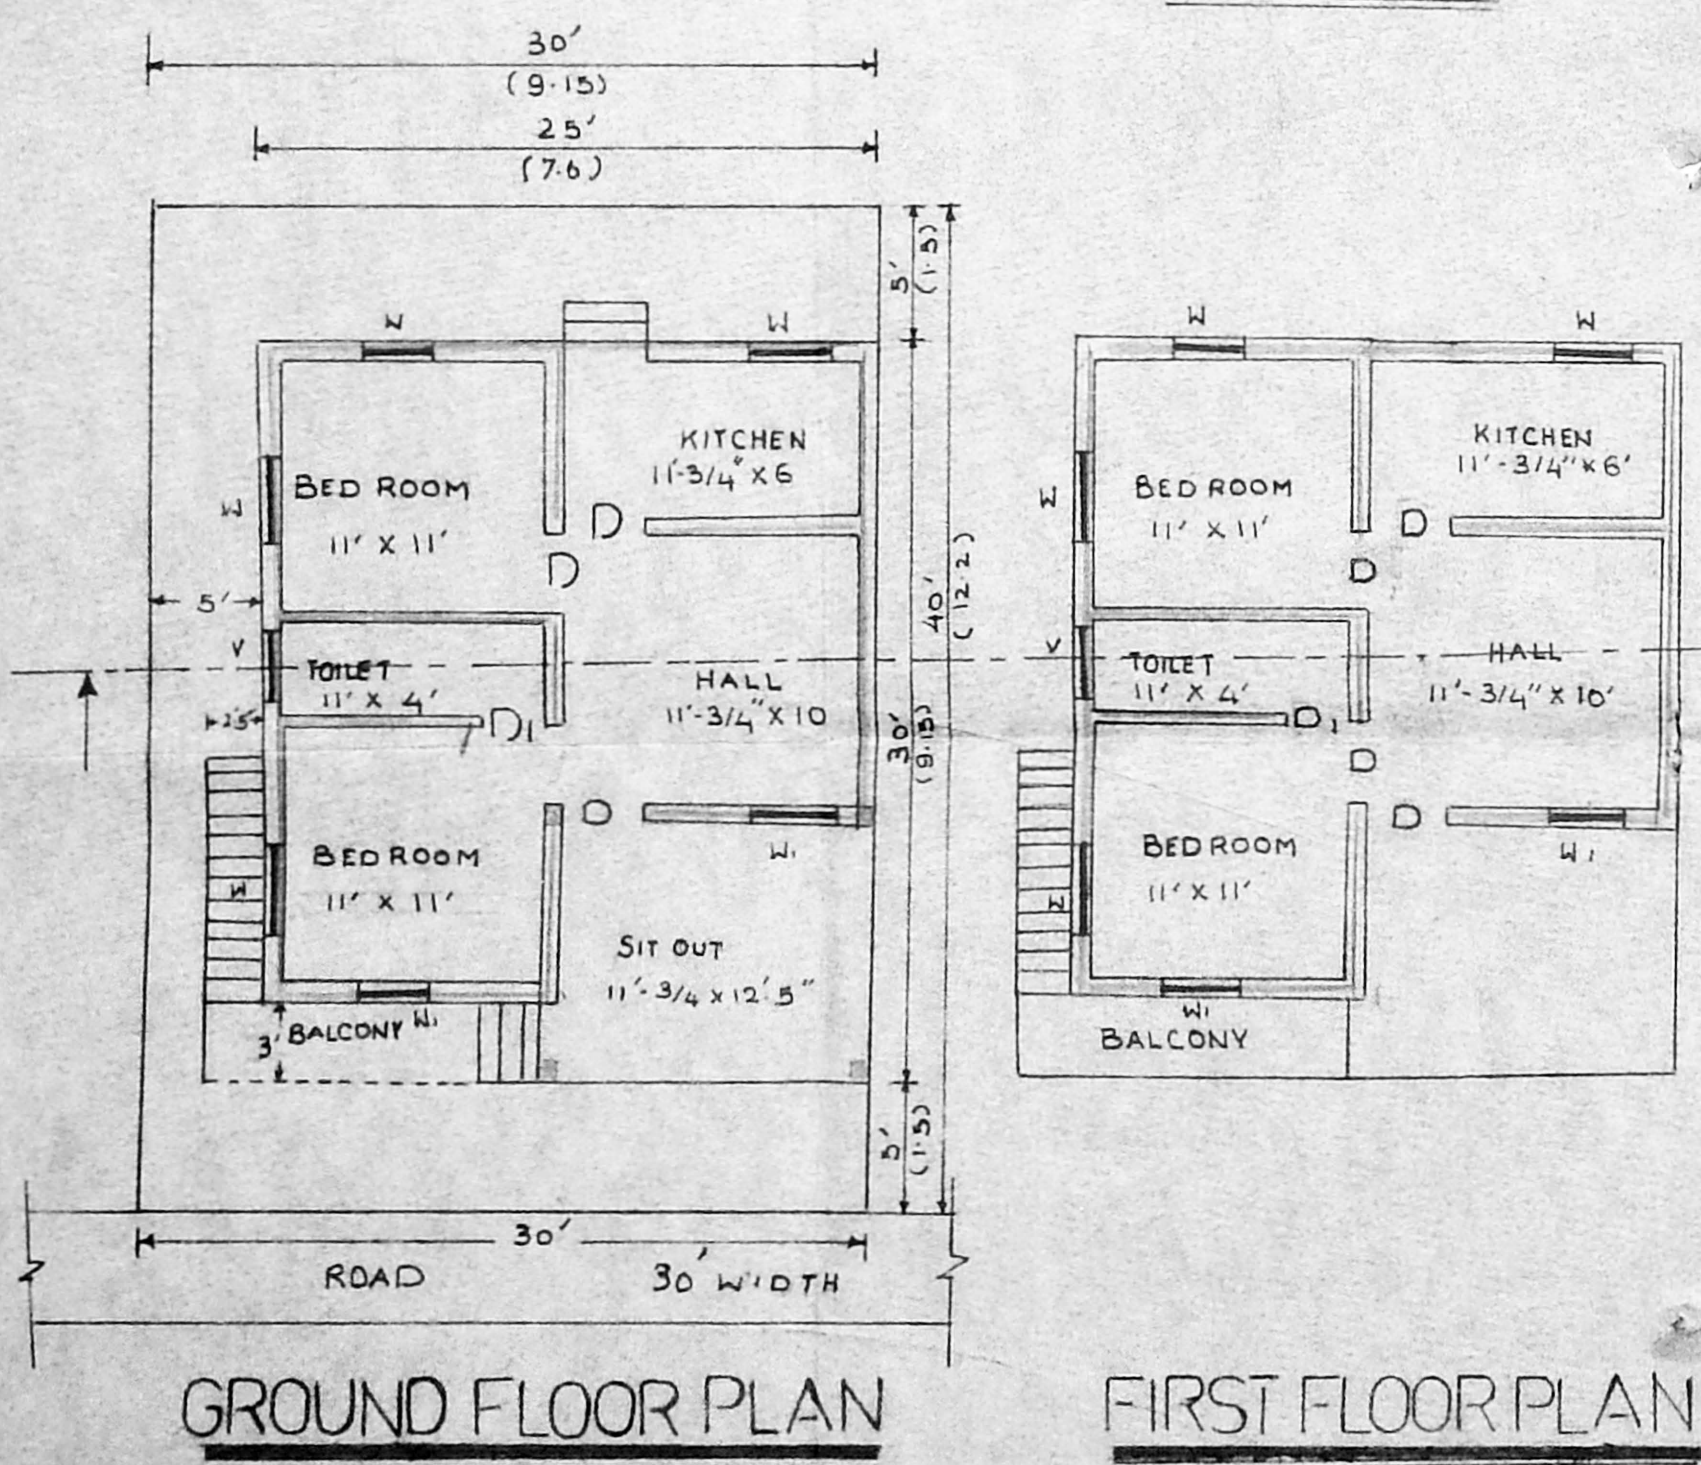 30'
(9.15)
25'
(7.6)
5'
(1.5)
W
W
KITCHEN
11'-3/4" X 6
BED ROOM
11' X 11'
W
D
D
5'
40'
(12.2)
V
TOILET
11' X 4'
HALL
11'-3/4" X 10
2'5"
D1
30'
(9.15)
D
BED ROOM
11' X 11'
W
W1
SIT OUT
11'-3/4 X 12'5"
3'
BALCONY
W1
5'
(1.5)
30'
ROAD
30' WIDTH
GROUND FLOOR PLAN
W
W
KITCHEN
11'-3/4" X 6'
BED ROOM
11' X 11'
W
D
D
V
TOILET
11' X 4'
HALL
11'-3/4" X 10'
D1
D
D
BED ROOM
11' X 11'
W
W1
W1
BALCONY
FIRST FLOOR PLAN